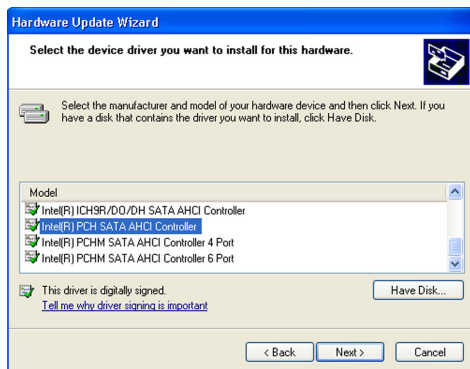 Hardware Update Wizard
Select the device driver you want to install for this hardware.
Select the manufacturer and model of your hardware device and then click Next. If you
have a disk that contains the driver you want to install, click Have Disk.
Model
Intel(R) ICH9R/DO/DH SATA AHCI Controller
Intel(R) PCH SATA AHCI Controller
Intel(R) PCHM SATA AHCI Controller 4 Port
Intel(R) PCHM SATA AHCI Controller 6 Port
This driver is digitally signed.
Have Disk...
Tell me why driver signing is important
< Back
Next >
Cancel